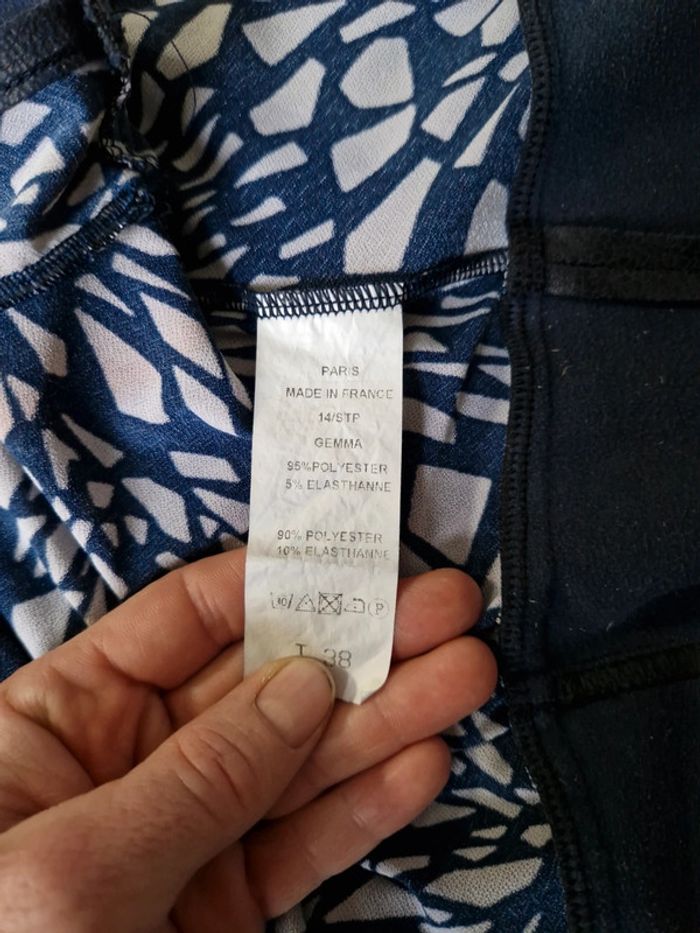 PARIS
MADE IN FRANCE
14/STP
GEMMA
95%POLYESTER
5% ELASTHANNE
90% POLYESTER
10% ELASTHANNE
P
T 38